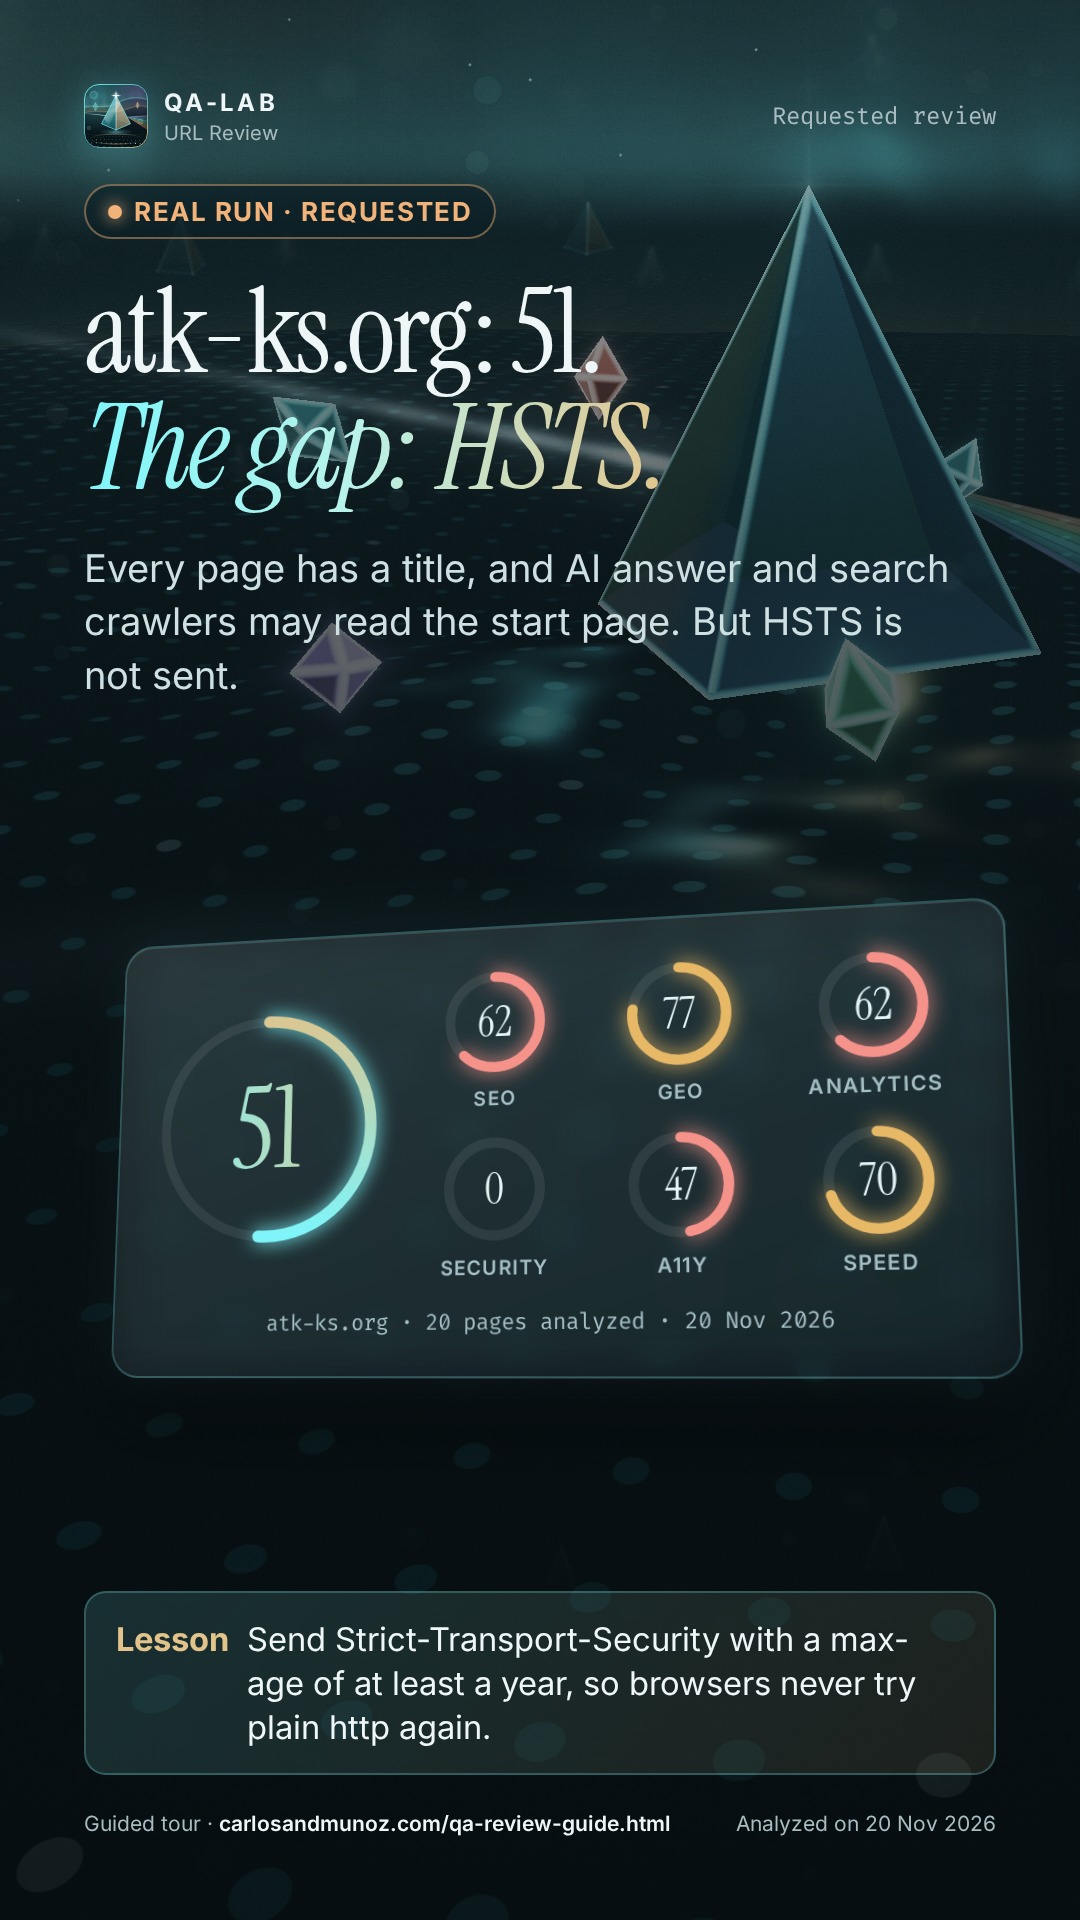 QA-LAB
URL Review
Requested review
REAL RUN · REQUESTED
atk-ks.org: 51.
The gap: HSTS.
Every page has a title, and AI answer and search
crawlers may read the start page. But HSTS is
not sent.
51
62
SEO
77
GEO
62
ANALYTICS
0
SECURITY
47
A11Y
70
SPEED
atk-ks.org · 20 pages analyzed · 20 Nov 2026
Lesson Send Strict-Transport-Security with a max-
age of at least a year, so browsers never try
plain http again.
Guided tour · carlosandmunoz.com/qa-review-guide.html
Analyzed on 20 Nov 2026